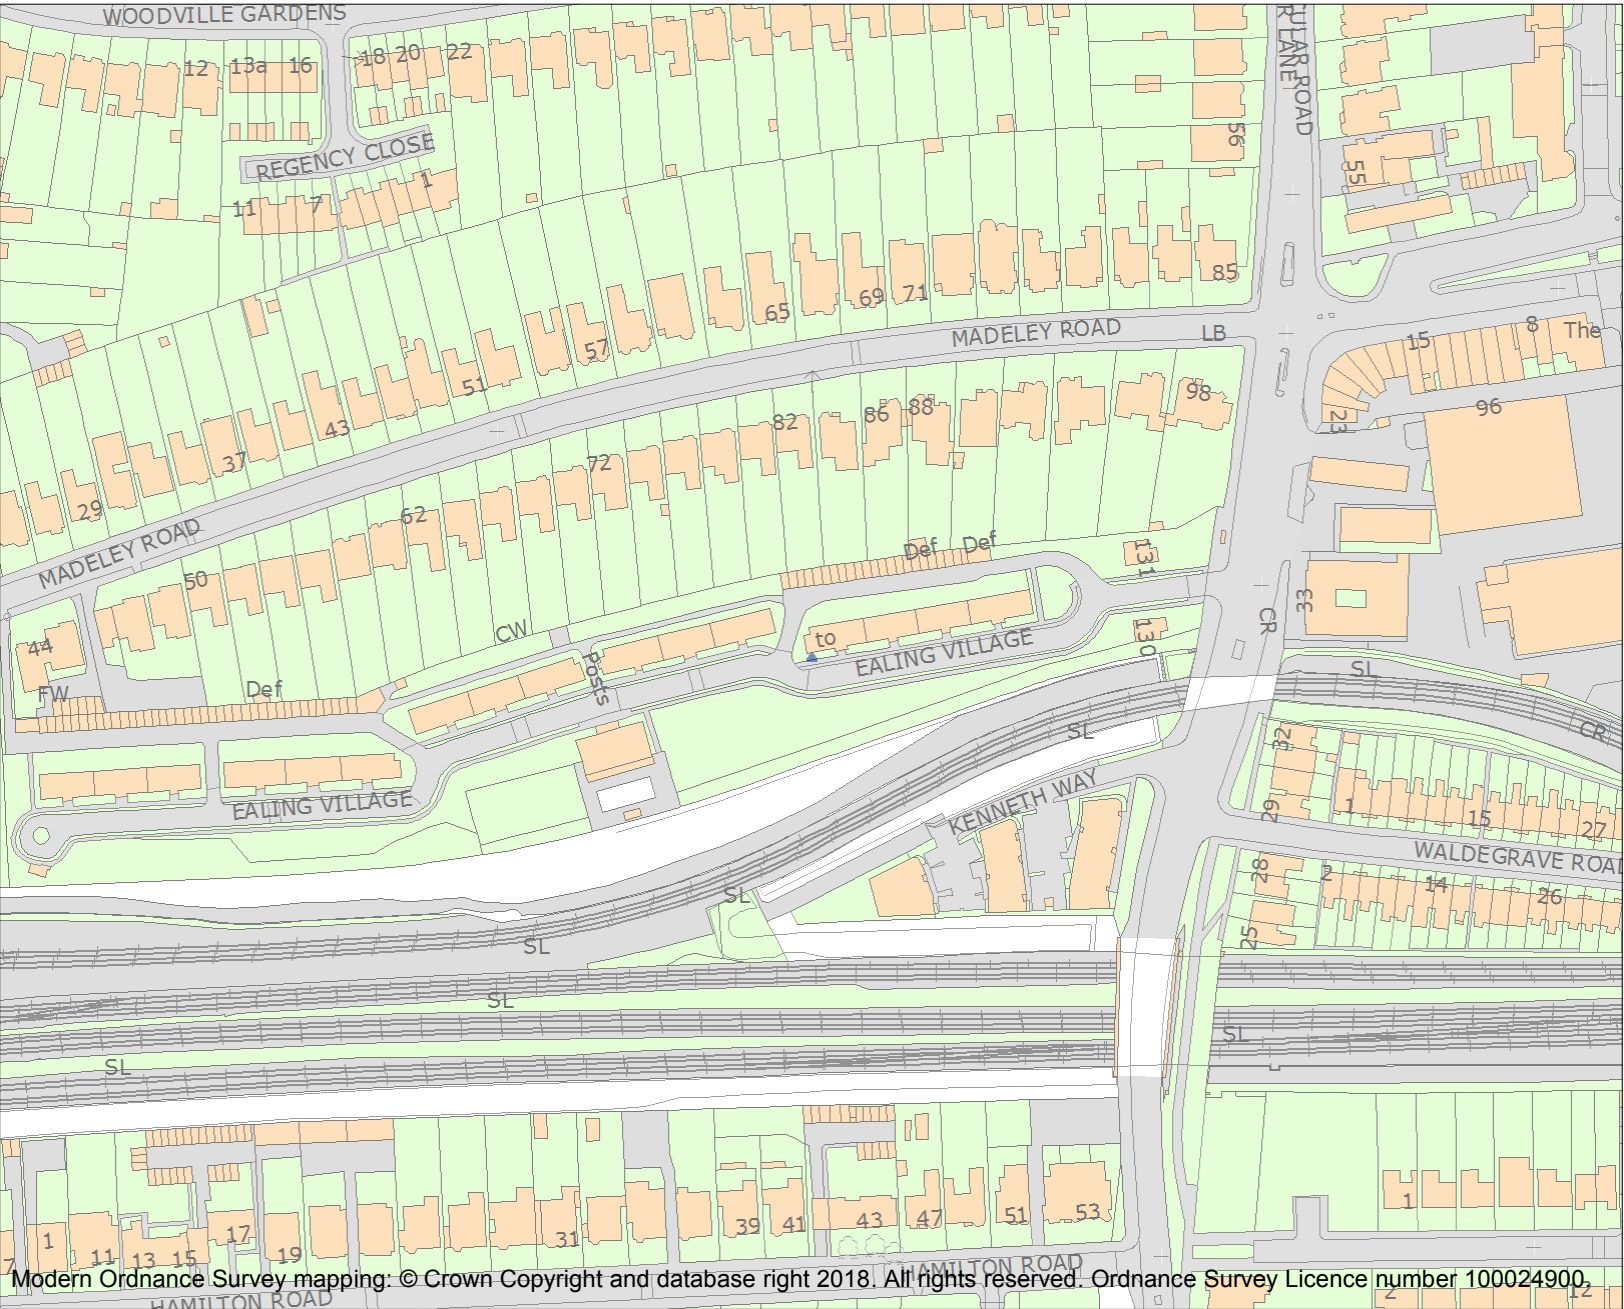 WOODVILLE GARDENS
12
13a
16
18
20
22
REGENCY CLOSE
11
7
1
56
55
85
65
69
71
57
51
43
37
29
MADELEY ROAD
LB
15
8
The
23
96
98
88
86
82
72
62
50
MADELEY ROAD
44
FW
Def
CW
Posts
Def
Def
131
130
to
EALING VILLAGE
EALING VILLAGE
33
CR
SL
CR
SL
KENNETH WAY
32
29
1
15
27
WALDEGRAVE ROAD
28
25
2
14
26
SL
SL
SL
SL
SL
1
7
11
13
15
17
19
31
39
41
43
47
51
53
1
HAMILTON ROAD
HAMILTON ROAD
2
12
Modern Ordnance Survey mapping: © Crown Copyright and database right 2018. All rights reserved. Ordnance Survey Licence number 100024900.